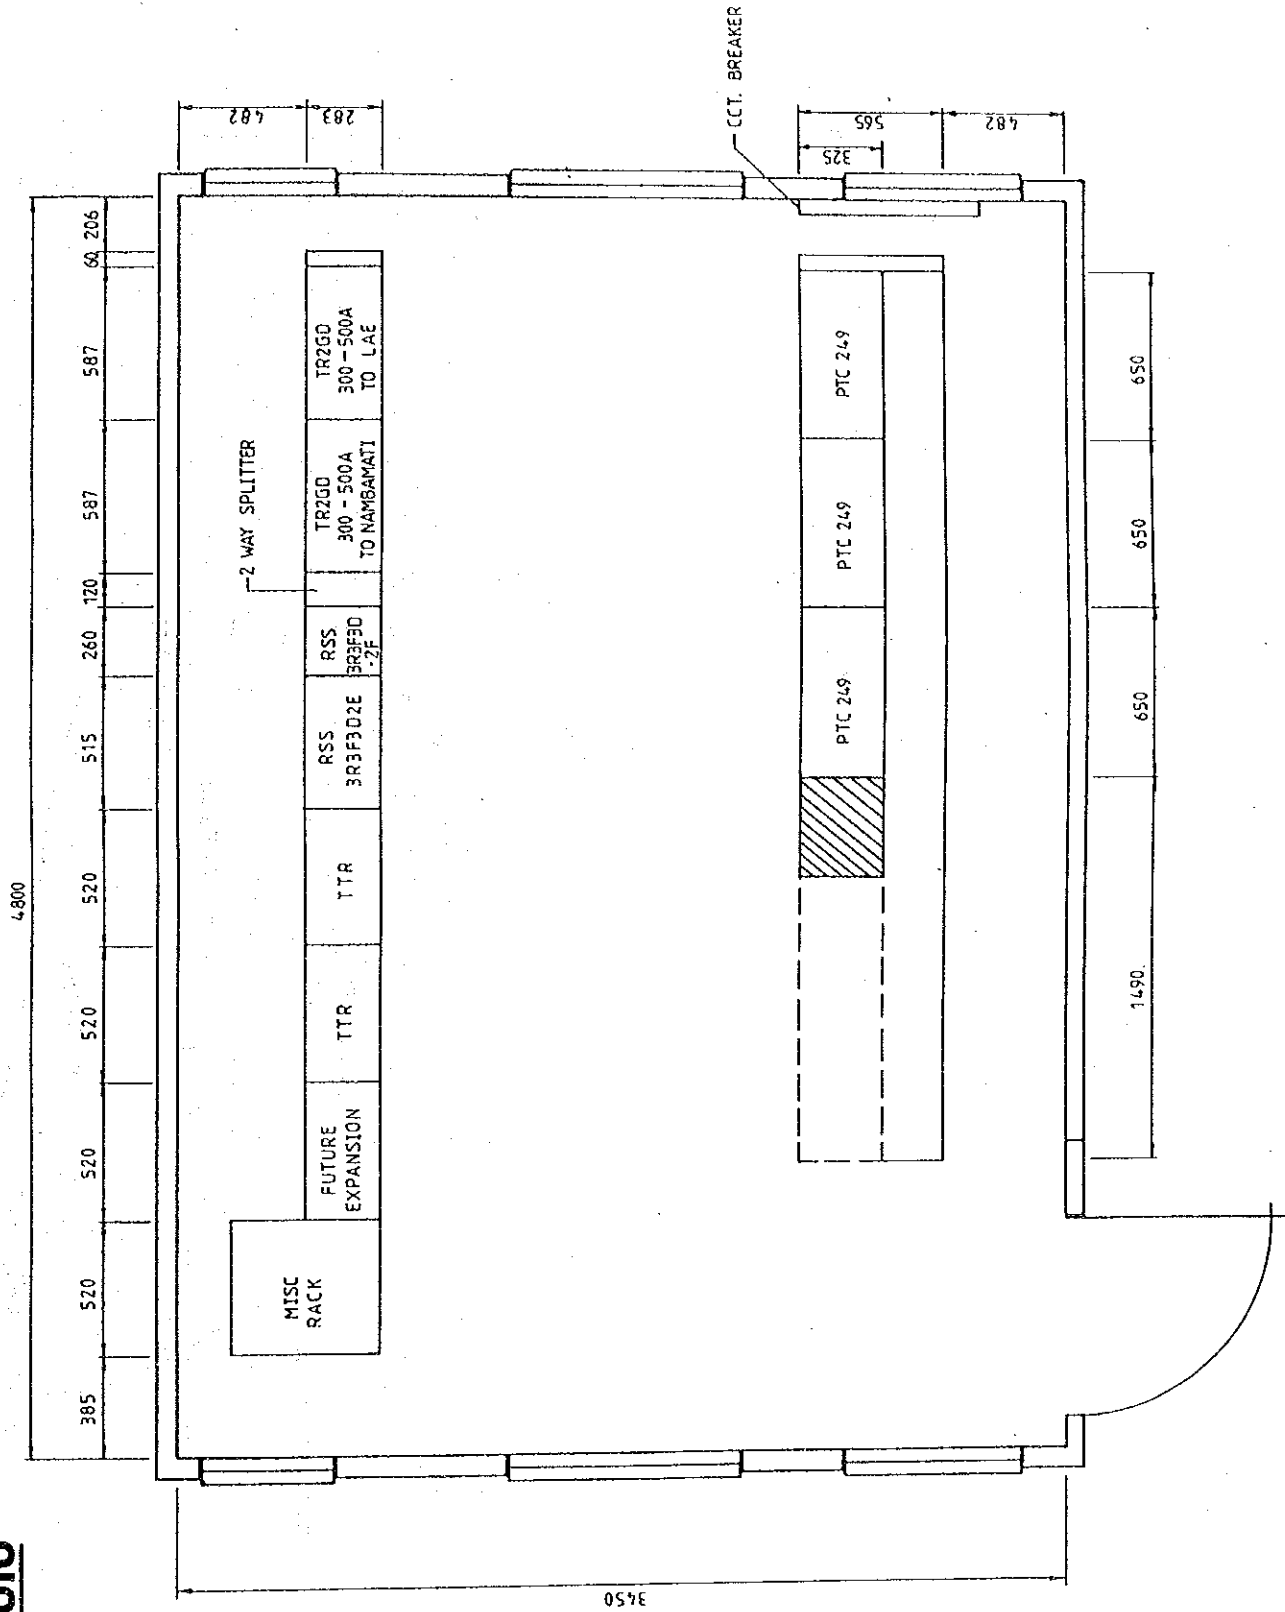 4800
385
520
520
520
520
515
260
120
587
587
60
206
2 WAY SPLITTER
MISC
RACK
FUTURE
EXPANSION
TTR
TTR
RSS
3R3F3D2E
RSS
3R3F3D
-2F
TR2GD
300-500A
TO NAMBAMATI
TR2GD
300-500A
TO LAE
482
283
CCT. BREAKER
325
565
482
PTC 249
PTC 249
PTC 249
1490.
650
650
650
3450